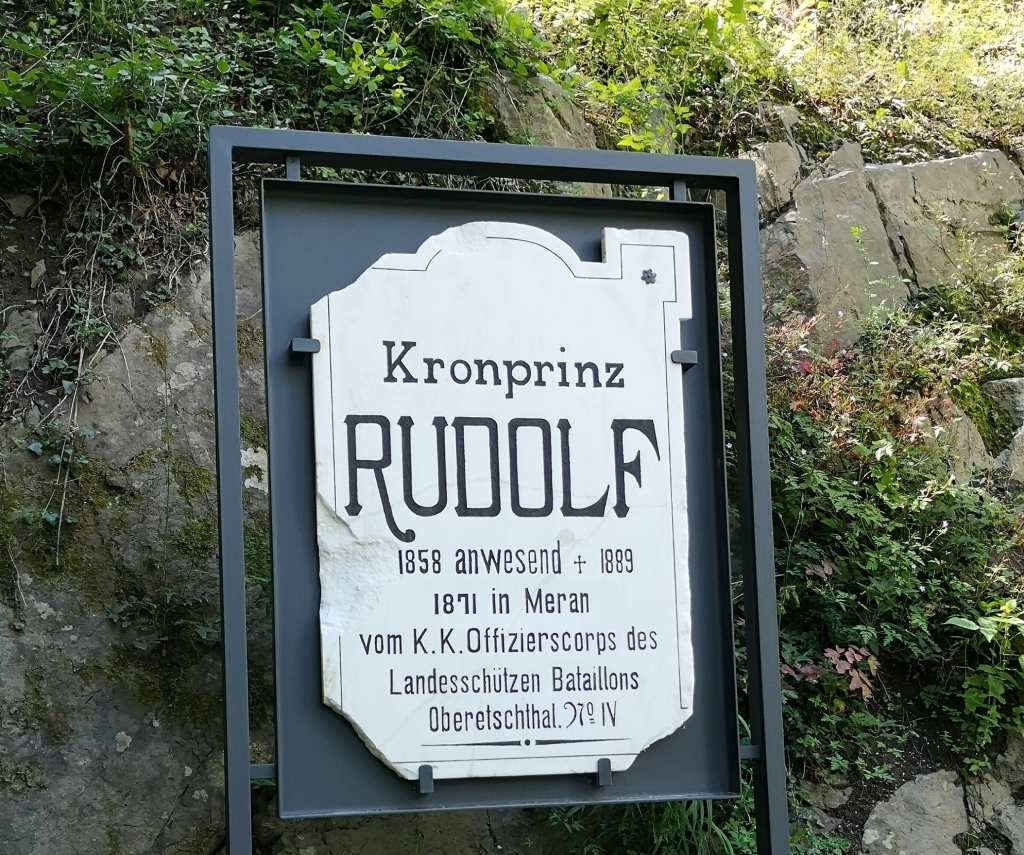 Kronprinz
RUDOLF
1858 anwesend + 1889
1871 in Meran
vom K.K.Offizierscorps des
Landesschützen Bataillons
Oberetschthal. No IV